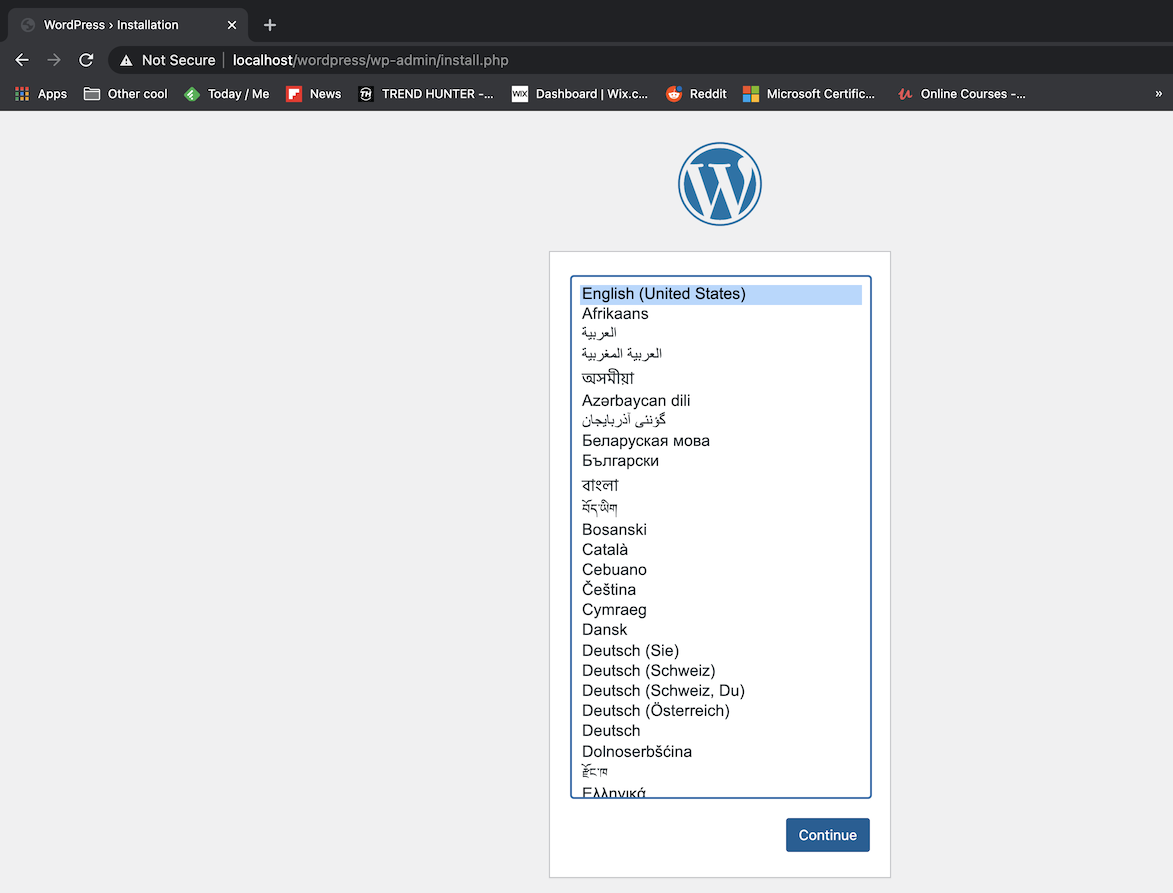 WordPress › Installation
Not Secure | localhost/wordpress/wp-admin/install.php
Apps Other cool Today / Me News TREND HUNTER -... WIX Dashboard | Wix.c... Reddit Microsoft Certific... Online Courses -... »
English (United States)
Afrikaans
العربية
العربية المغربية
অসমীয়া
Azərbaycan dili
گؤنئی آذربایجان
Беларуская мова
Български
বাংলা
བོད་ཡིག
Bosanski
Català
Cebuano
Čeština
Cymraeg
Dansk
Deutsch (Sie)
Deutsch (Schweiz)
Deutsch (Schweiz, Du)
Deutsch (Österreich)
Deutsch
Dolnoserbšćina
རྫོང་ཁ
Ελληνικά
Continue